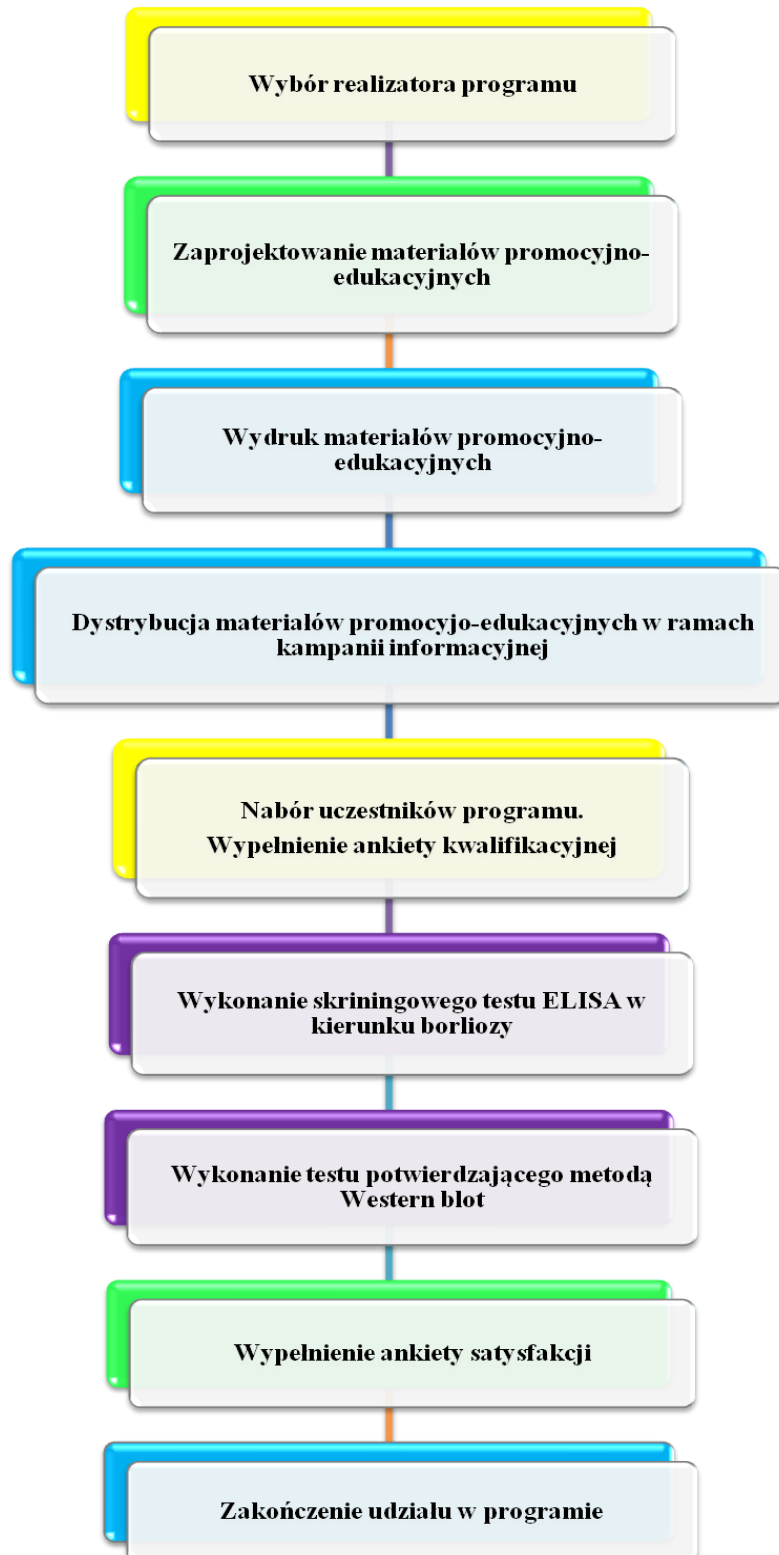 Wybór realizatora programu
Zaprojektowanie materiałów promocyjno-
edukacyjnych
Wydruk materiałów promocyjno-
edukacyjnych
Dystrybucja materiałów promocyjo-edukacyjnych w ramach
kampanii informacyjnej
Nabór uczestników programu.
Wypełnienie ankiety kwalifikacyjnej
Wykonanie skriningowego testu ELISA w
kierunku borliozy
Wykonanie testu potwierdzającego metodą
Western blot
Wypełnienie ankiety satysfakcji
Zakończenie udziału w programie